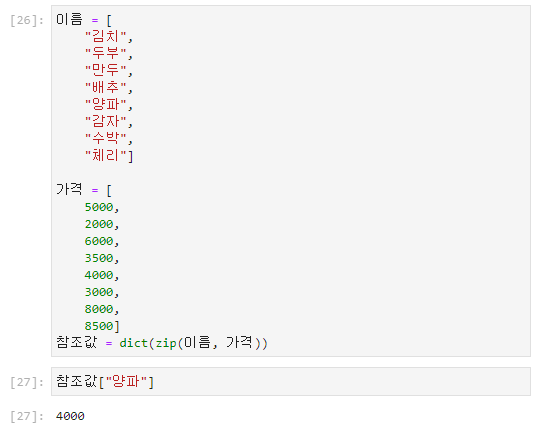 [26]: 이름 = [
"김치",
"두부",
"만두",
"배추",
"양파",
"감자",
"수박",
"체리"]
가격 = [
5000,
2000,
6000,
3500,
4000,
3000,
8000,
8500]
참조값 = dict(zip(이름, 가격))
[27]: 참조값["양파"]
[27]: 4000